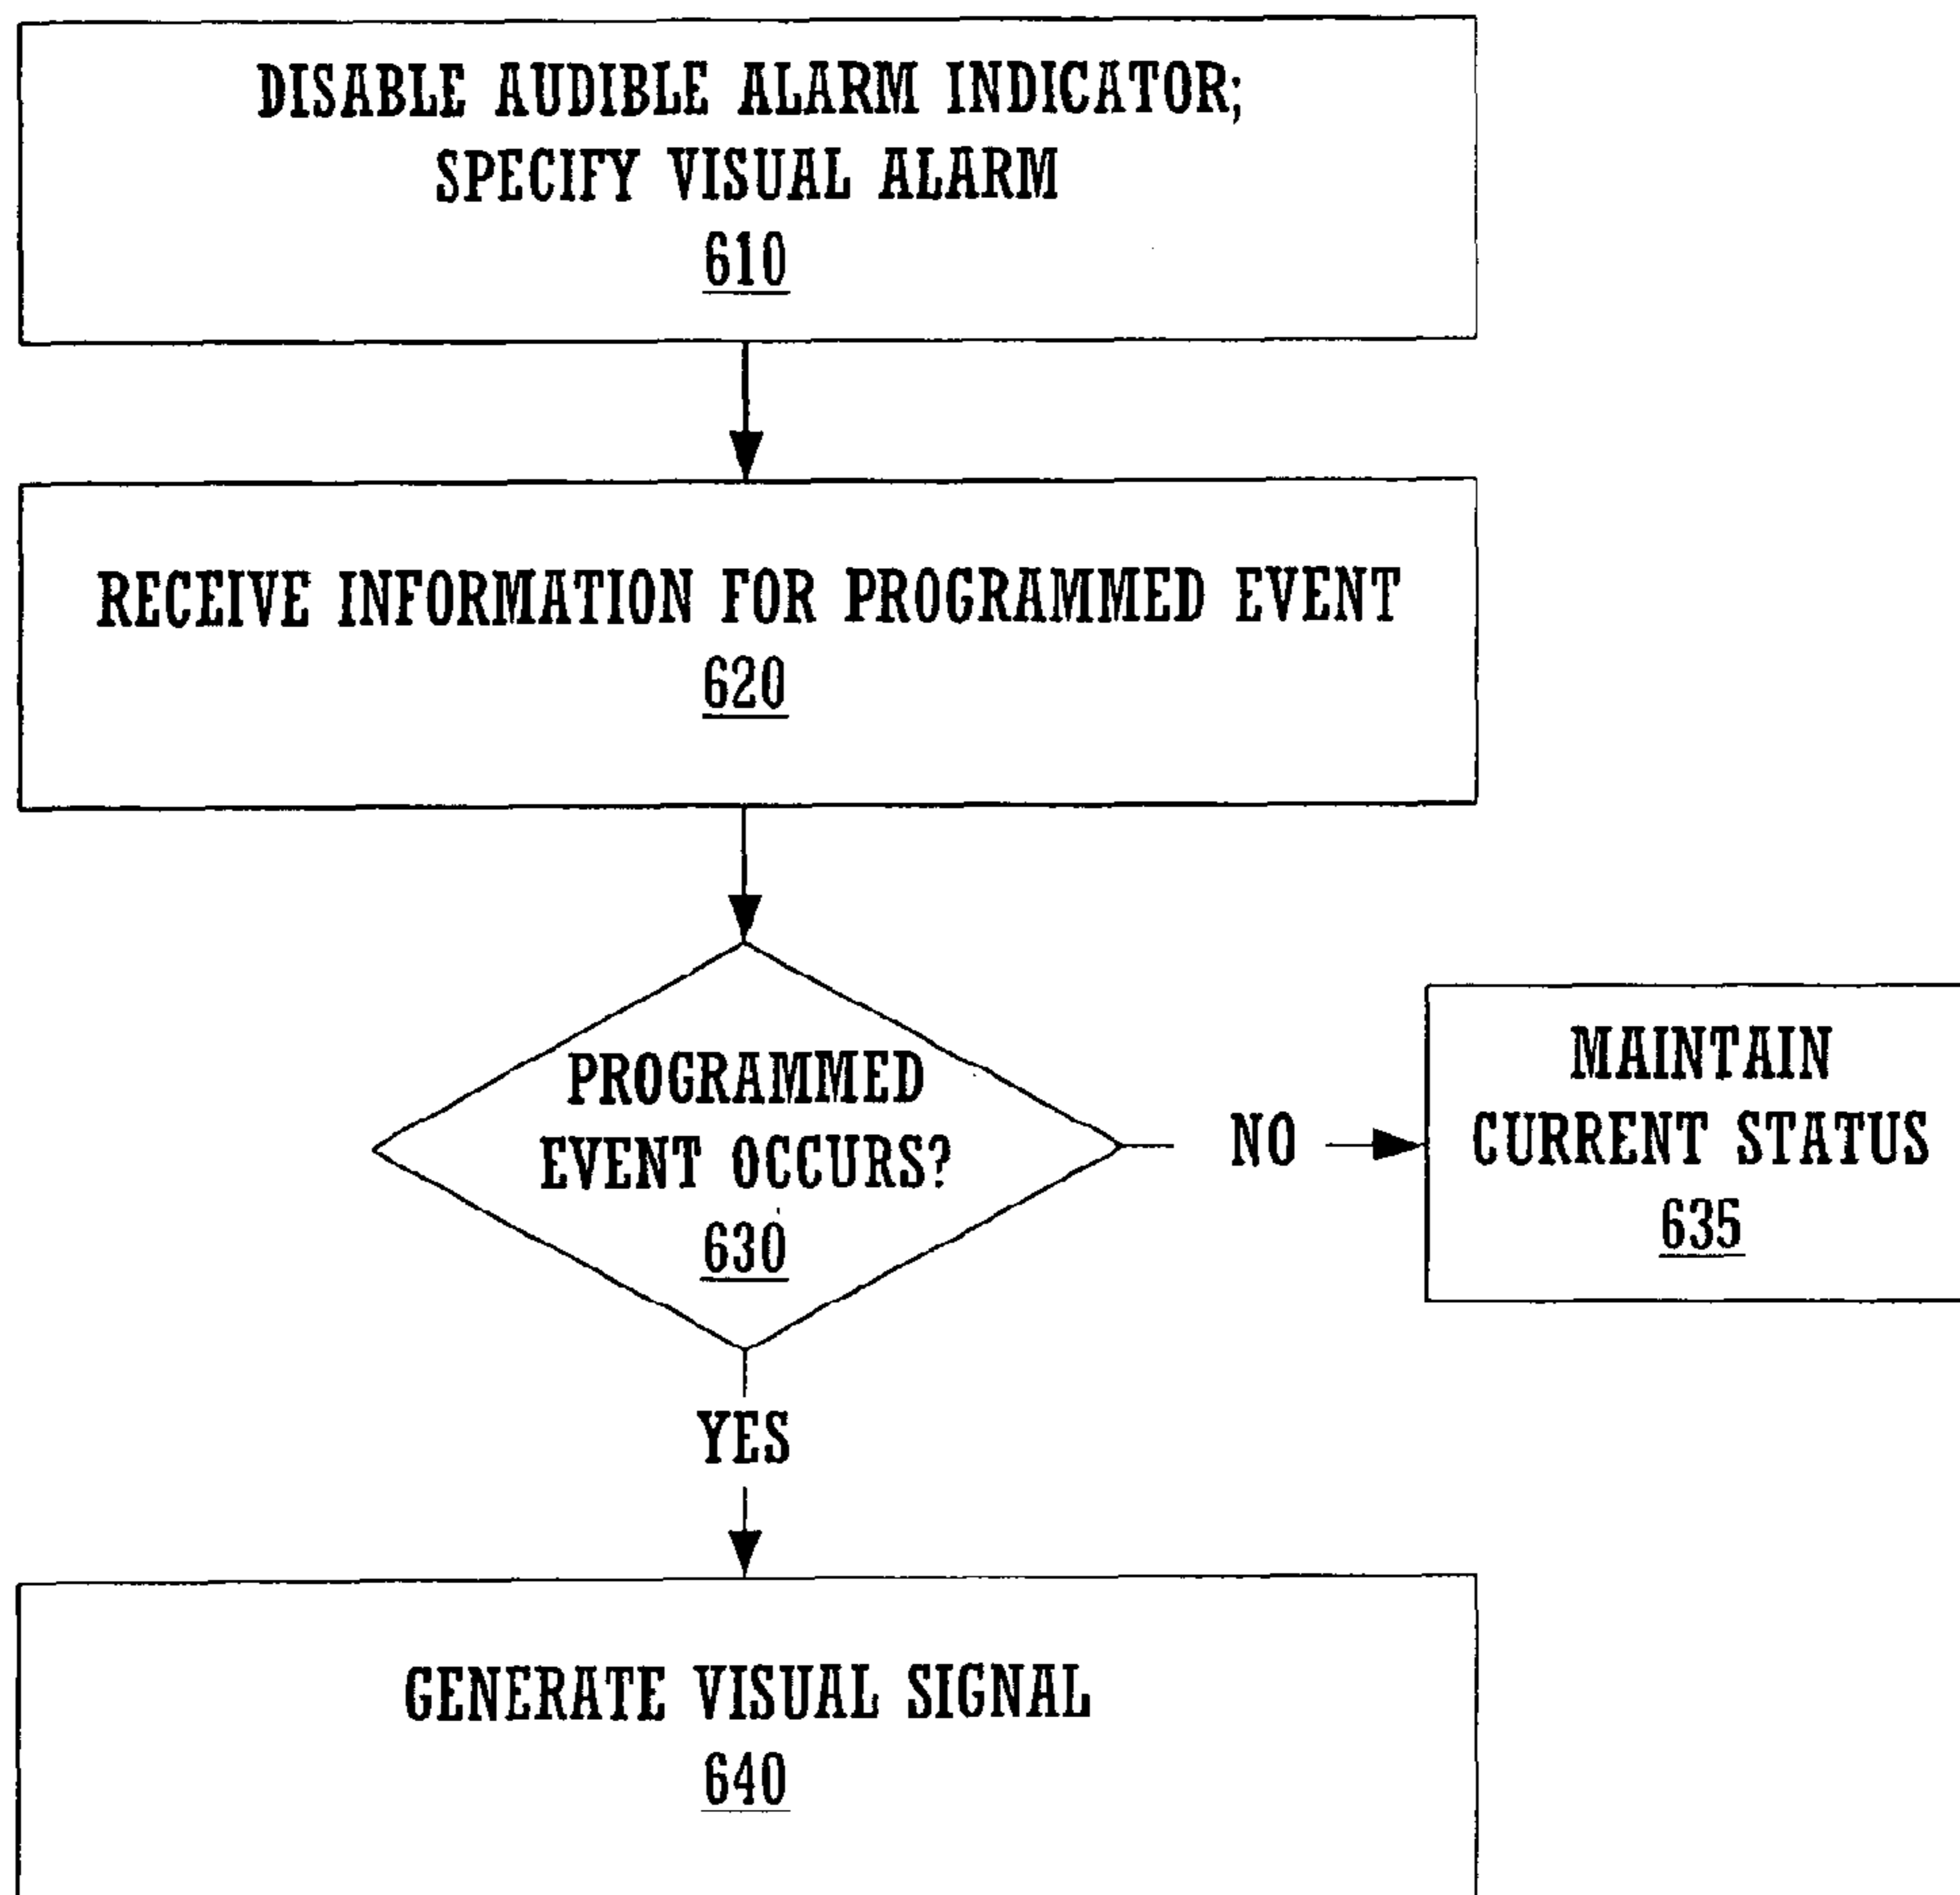 DISABLE AUDIBLE ALARM INDICATOR;
SPECIFY VISUAL ALARM
610
RECEIVE INFORMATION FOR PROGRAMMED EVENT
620
PROGRAMMED
EVENT OCCURS?
630
NO
MAINTAIN
CURRENT STATUS
635
YES
GENERATE VISUAL SIGNAL
640